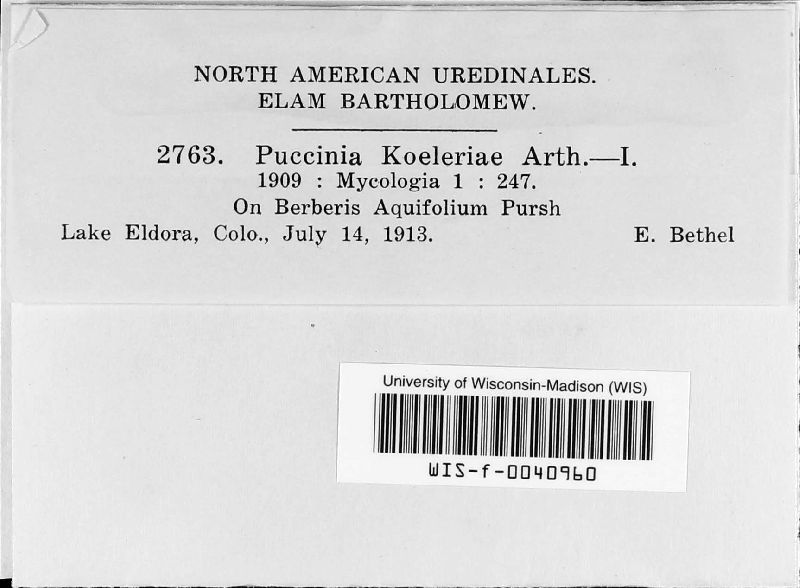 NORTH AMERICAN UREDINALES.
ELAM BARTHOLOMEW.
2763. Puccinia Koeleriae Arth.—I.
1909 : Mycologia 1 : 247.
On Berberis Aquifolium Pursh
Lake Eldora, Colo., July 14, 1913. E. Bethel
University of Wisconsin-Madison (WIS)
WIS-f-0040960